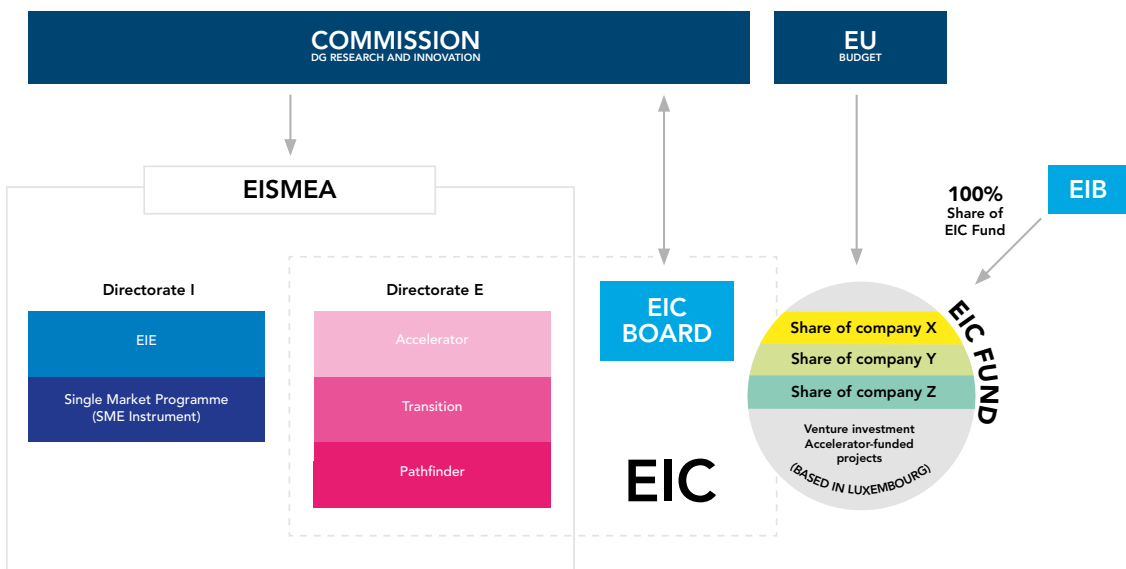 COMMISSION
DG RESEARCH AND INNOVATION
EU
BUDGET
EISMEA
100%
Share of
EIC Fund
EIB
Directorate I
EIE
Single Market Programme
(SME Instrument)
Directorate E
Accelerator
Transition
Pathfinder
EIC
BOARD
EIC
Share of company X
Share of company Y
Share of company Z
Venture investment
Accelerator-funded
projects
(BASED IN LUXEMBOURG)
EIC FUND